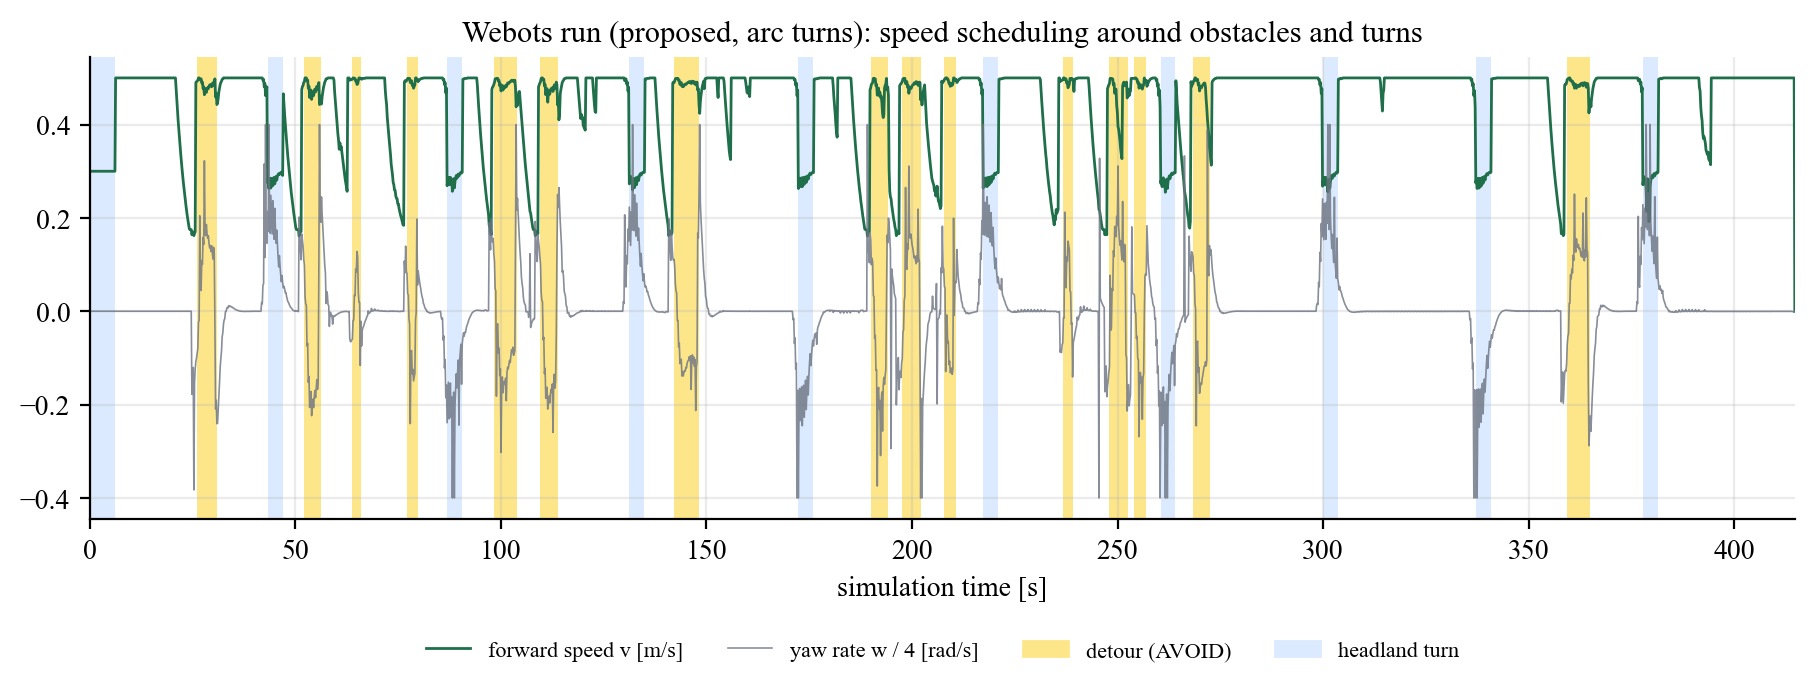 Webots run (proposed, arc turns): speed scheduling around obstacles and turns
0.4
0.2
0.0
−0.2
−0.4
0 50 100 150 200 250 300 350 400
simulation time [s]
forward speed v [m/s] yaw rate w / 4 [rad/s] detour (AVOID) headland turn